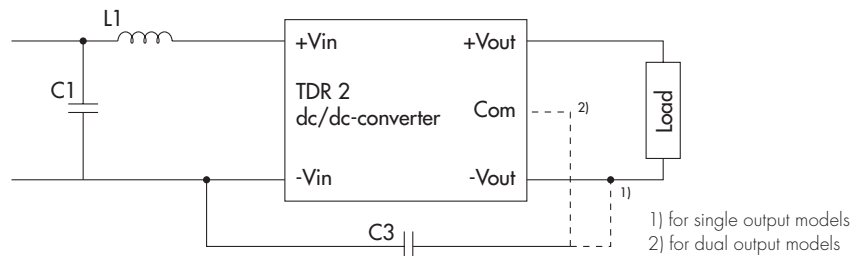 L1
+Vin
+Vout
C1
TDR 2
dc/dc-converter
Com
2)
Load
-Vin
-Vout
1)
C3
1) for single output models
2) for dual output models